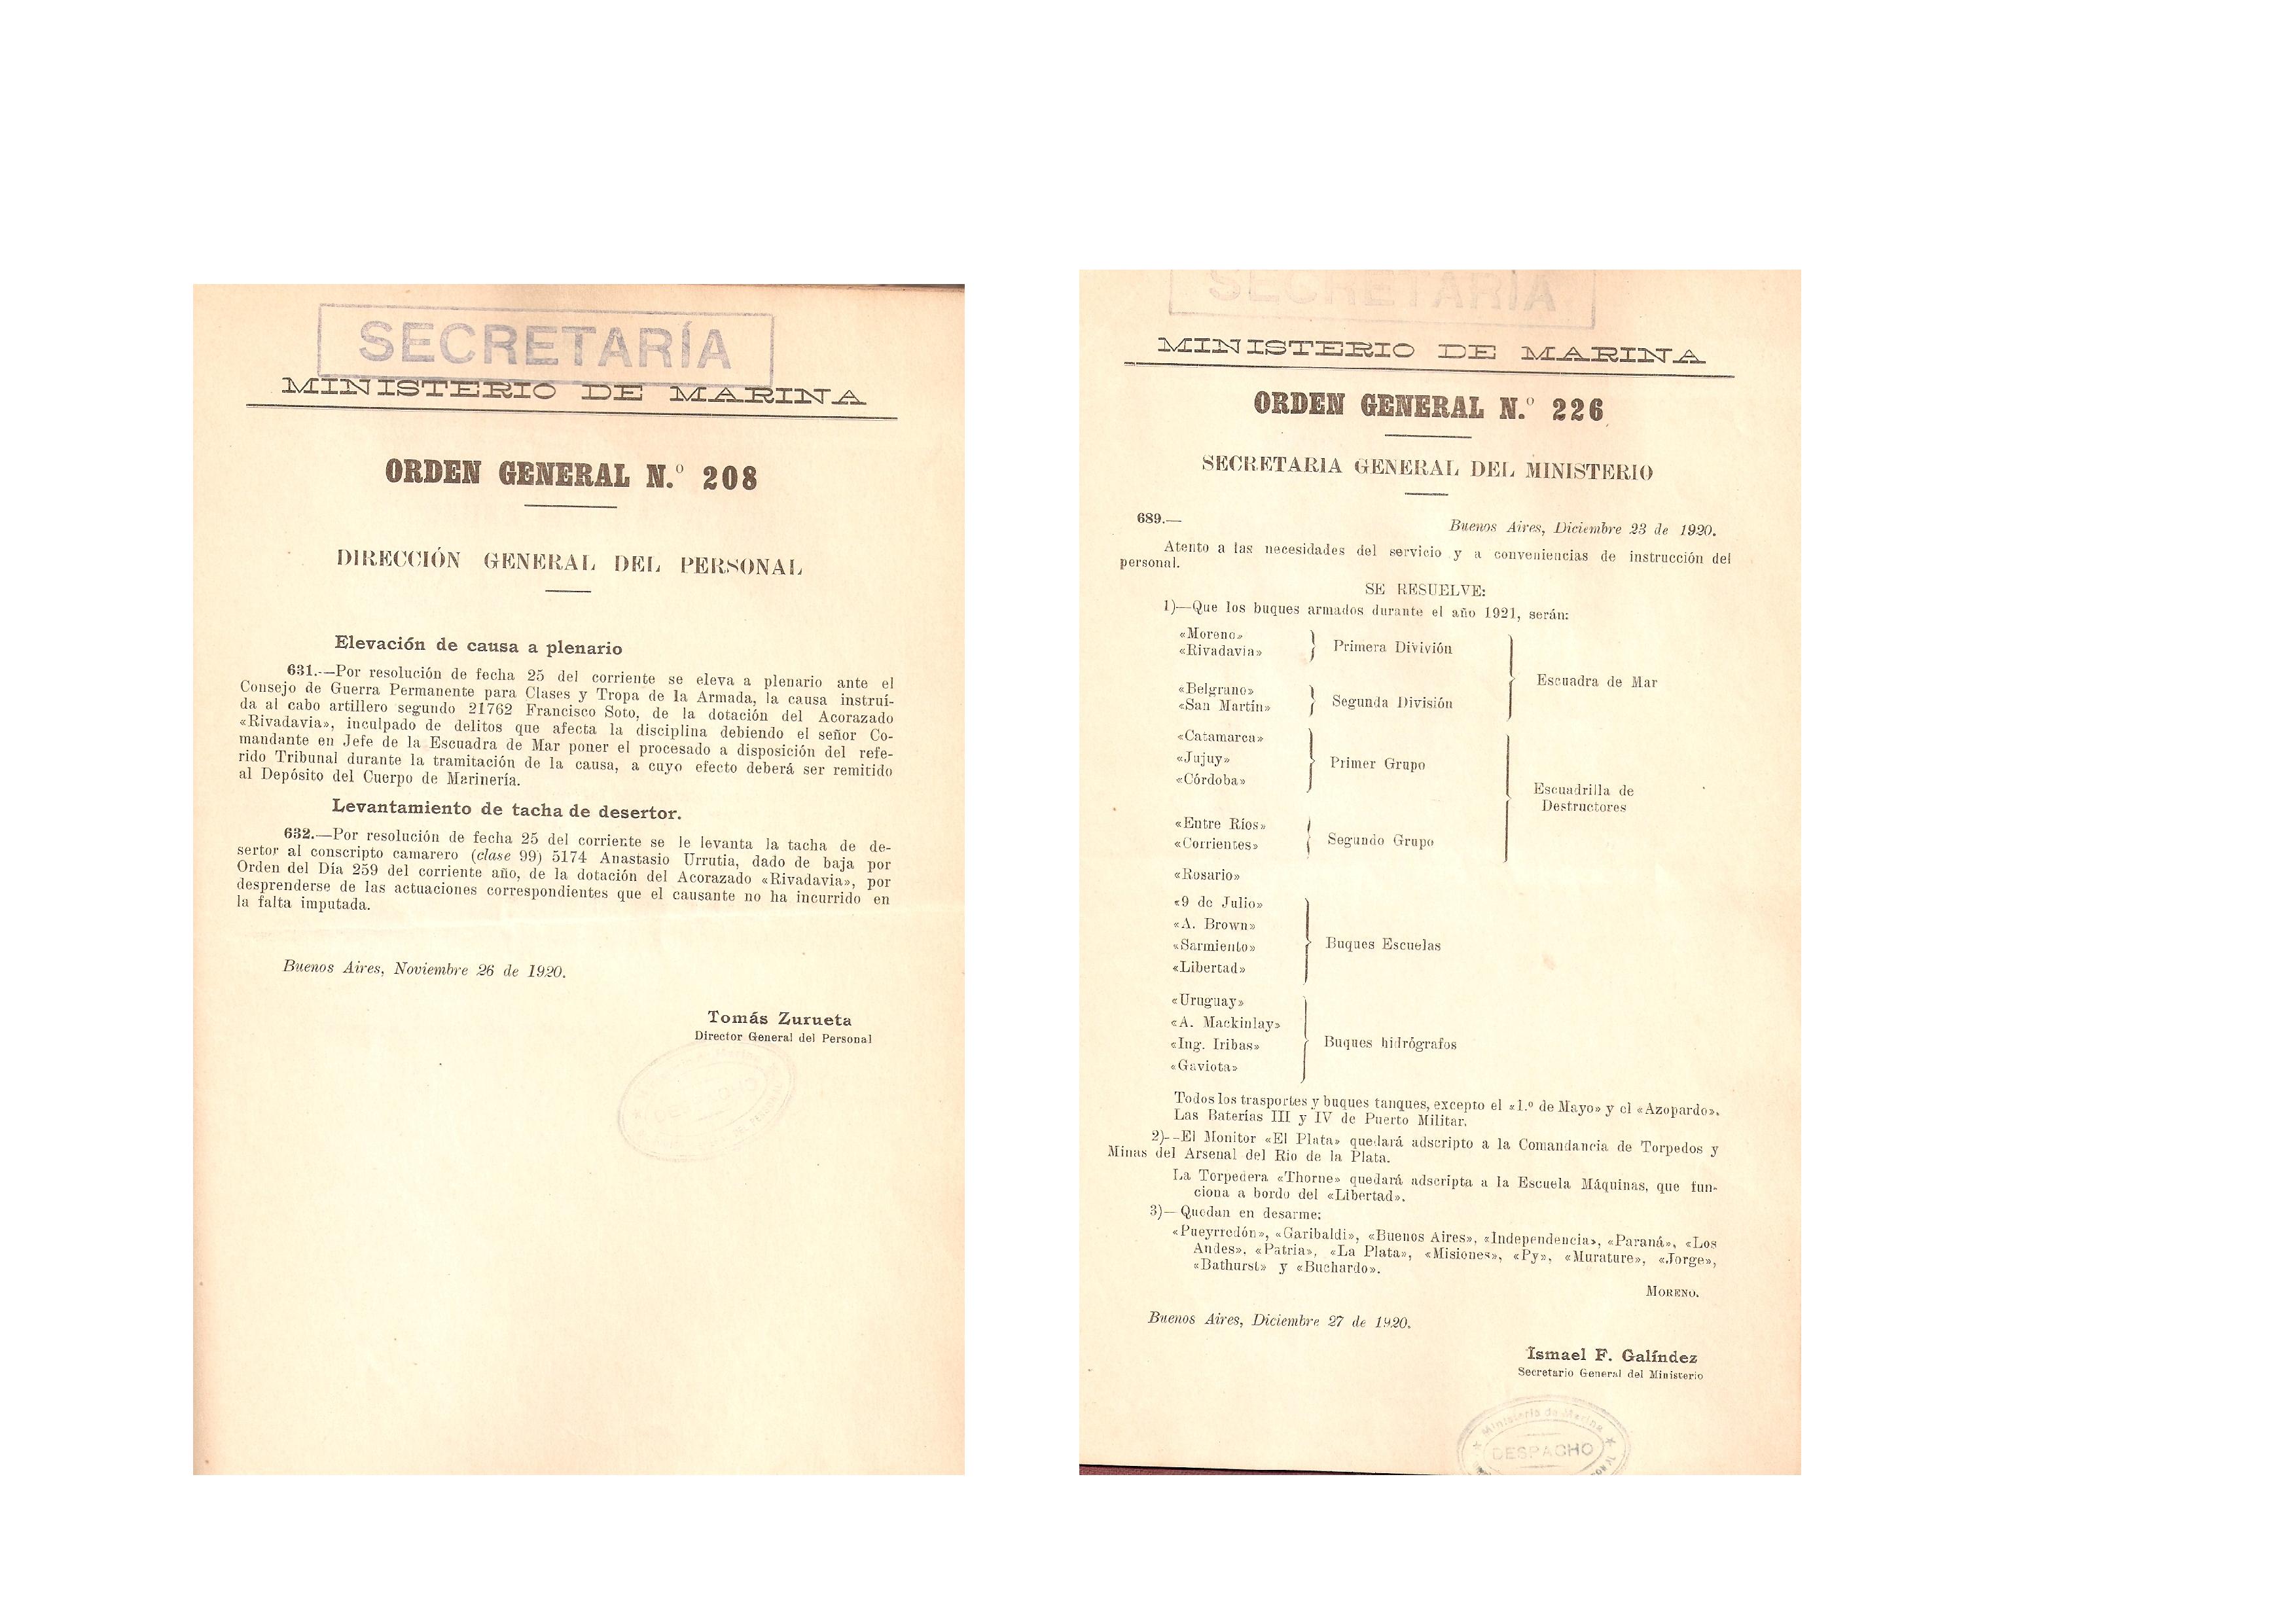 SECRETARÍA
MINISTERIO DE MARINA
ORDEN GENERAL N.º 208
DIRECCIÓN GENERAL DEL PERSONAL
Elevación de causa a plenario
631.—Por resolución de fecha 25 del corriente se eleva a plenario ante el
Consejo de Guerra Permanente para Clases y Tropa de la Armada, la causa instruí-
da al cabo artillero segundo 21762 Francisco Soto, de la dotación del Acorazado
«Rivadavia», inculpado de delitos que afecta la disciplina debiendo el señor Co-
mandante en Jefe de la Escuadra de Mar poner el procesado a disposición del refe-
rido Tribunal durante la tramitación de la causa, a cuyo efecto deberá ser remitido
al Depósito del Cuerpo de Marinería.
Levantamiento de tacha de desertor.
632.—Por resolución de fecha 25 del corriente se le levanta la tacha de de-
sertor al conscripto camarero (clase 99) 5174 Anastasio Urrutia, dado de baja por
Orden del Día 259 del corriente año, de la dotación del Acorazado «Rivadavia», por
desprenderse de las actuaciones correspondientes que el causante no ha incurrido en
la falta imputada.
Buenos Aires, Noviembre 26 de 1920.
Tomás Zurueta
Director General del Personal
SECRETARÍA
MINISTERIO DE MARINA
ORDEN GENERAL N.º 226
SECRETARIA GENERAL DEL MINISTERIO
689.—
Buenos Aires, Diciembre 23 de 1920.
Atento a las necesidades del servicio y a conveniencias de instrucción del
personal.
SE RESUELVE:
1)—Que los buques armados durante el año 1921, serán:
«Moreno»
«Rivadavia»
Primera Divivión
«Belgrano»
«San Martín»
Segunda División
Escuadra de Mar
«Catamarca»
«Jujuy»
«Córdoba»
Primer Grupo
«Entre Ríos»
«Corrientes»
Segundo Grupo
Escuadrilla de
Destructores
«Rosario»
«9 de Julio»
«A. Brown»
«Sarmiento»
«Libertad»
Buques Escuelas
«Uruguay»
«A. Mackinlay»
«Ing. Iribas»
«Gaviota»
Buques hidrógrafos
Todos los trasportes y buques tanques, excepto el «1.º de Mayo» y el «Azopardo».
Las Baterías III y IV de Puerto Militar.
2)--El Monitor «El Plata» quedará adscripto a la Comandancia de Torpedos y
Minas del Arsenal del Rio de la Plata.
La Torpedera «Thorne» quedará adscripta a la Escuela Máquinas, que fun-
ciona a bordo del «Libertad».
3)—Quedan en desarme:
«Pueyrredón», «Garibaldi», «Buenos Aires», «Independencia», «Paraná», «Los
Andes», «Patria», «La Plata», «Misiones», «Py», «Murature», «Jorge»,
«Bathurst» y «Buchardo».
MORENO.
Buenos Aires, Diciembre 27 de 1920.
Ismael F. Galíndez
Secretario General del Ministerio
Ministerio de Marina
DESPACHO